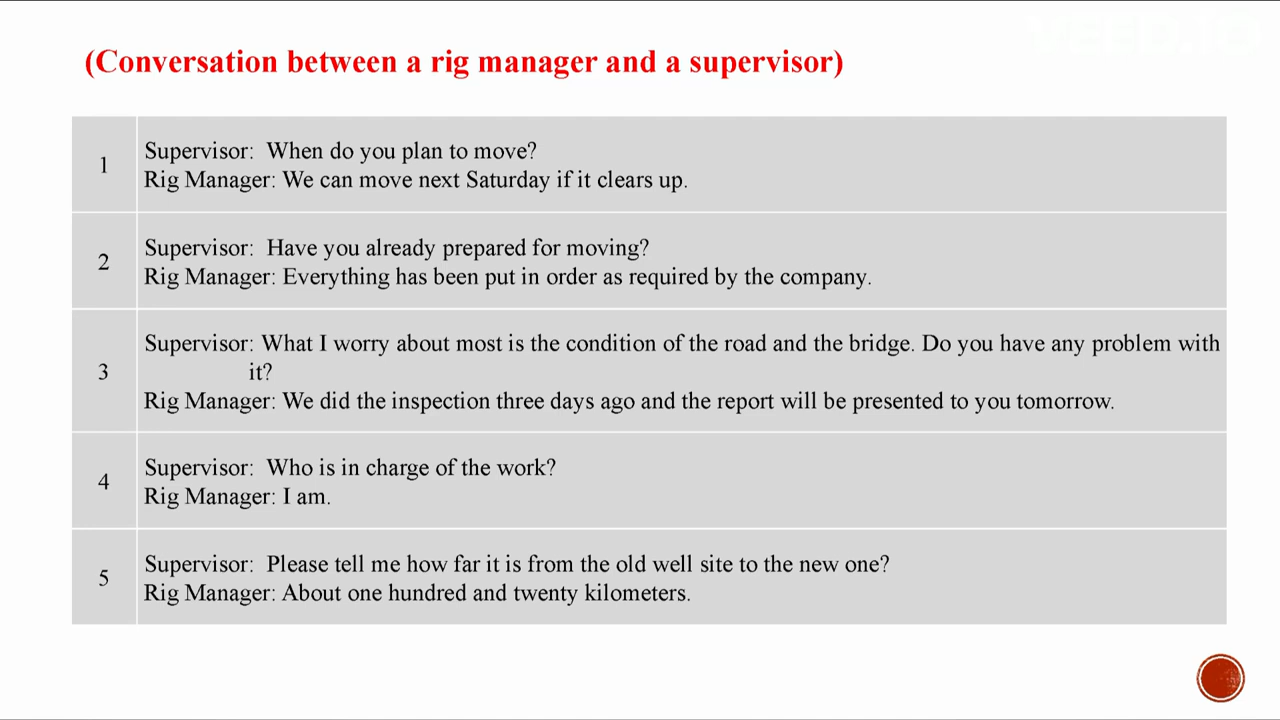 VEED.IO
(Conversation between a rig manager and a supervisor)
1
Supervisor: When do you plan to move?
Rig Manager: We can move next Saturday if it clears up.
2
Supervisor: Have you already prepared for moving?
Rig Manager: Everything has been put in order as required by the company.
3
Supervisor: What I worry about most is the condition of the road and the bridge. Do you have any problem with
it?
Rig Manager: We did the inspection three days ago and the report will be presented to you tomorrow.
4
Supervisor: Who is in charge of the work?
Rig Manager: I am.
5
Supervisor: Please tell me how far it is from the old well site to the new one?
Rig Manager: About one hundred and twenty kilometers.